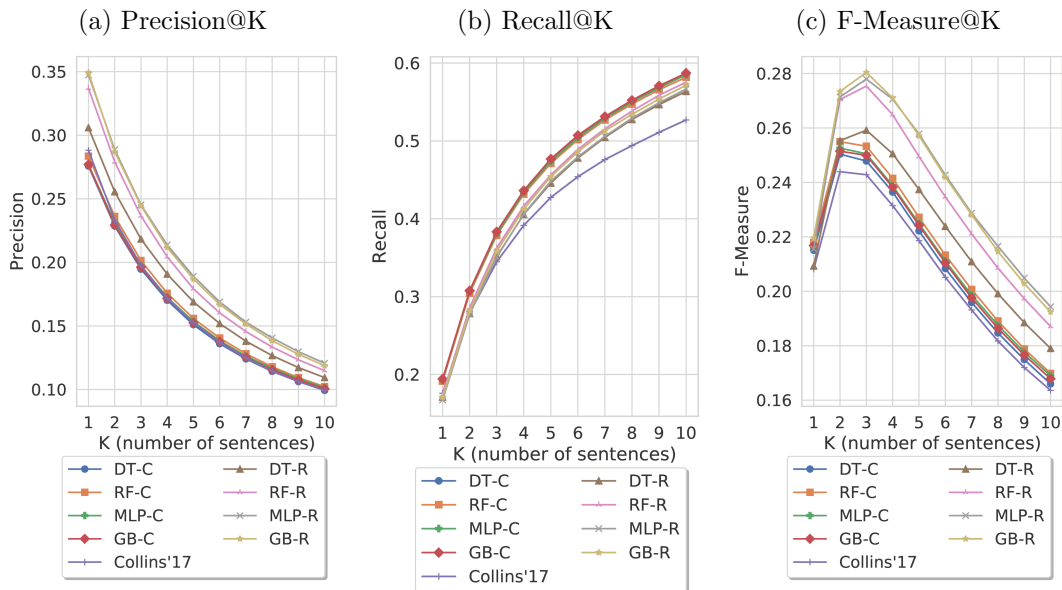 (a) Precision@K
(b) Recall@K
(c) F-Measure@K
Precision
0.35
0.30
0.25
0.20
0.15
0.10
1 2 3 4 5 6 7 8 9 10
K (number of sentences)
DT-C DT-R
RF-C RF-R
MLP-C MLP-R
GB-C GB-R
Collins'17
Recall
0.6
0.5
0.4
0.3
0.2
1 2 3 4 5 6 7 8 9 10
K (number of sentences)
DT-C DT-R
RF-C RF-R
MLP-C MLP-R
GB-C GB-R
Collins'17
F-Measure
0.28
0.26
0.24
0.22
0.20
0.18
0.16
1 2 3 4 5 6 7 8 9 10
K (number of sentences)
DT-C DT-R
RF-C RF-R
MLP-C MLP-R
GB-C GB-R
Collins'17